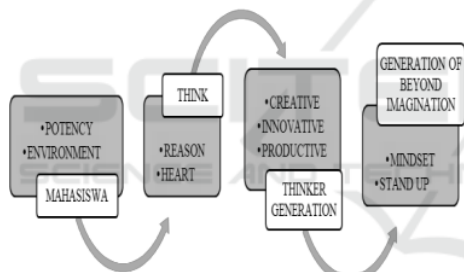 •POTENCY
•ENVIRONMENT
MAHASISWA
THINK
•REASON
•HEART
•CREATIVE
•INNOVATIVE
•PRODUCTIVE
THINKER
GENERATION
GENERATION OF
BEYOND
IMAGINATION
•MINDSET
•STAND UP